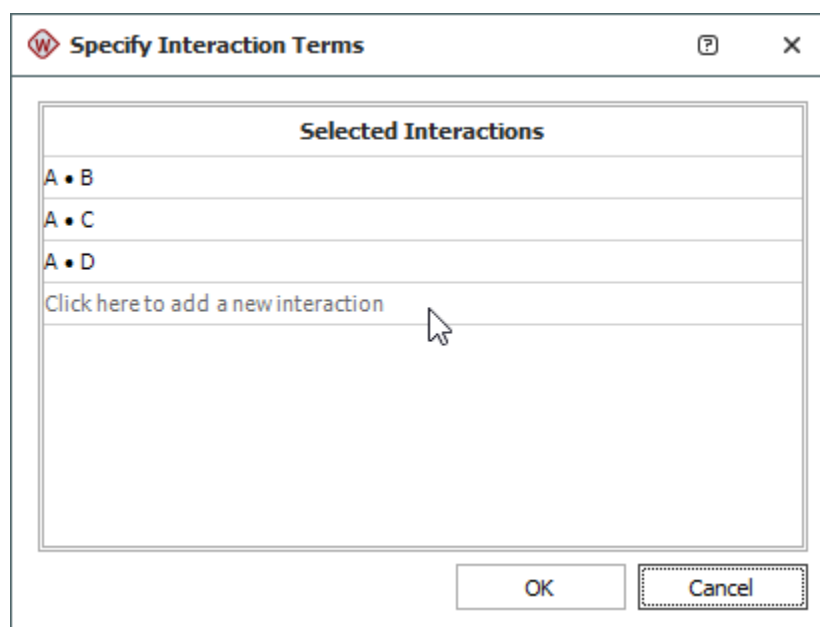 W Specify Interaction Terms ?
Selected Interactions
A • B
A • C
A • D
Click here to add a new interaction
OK Cancel